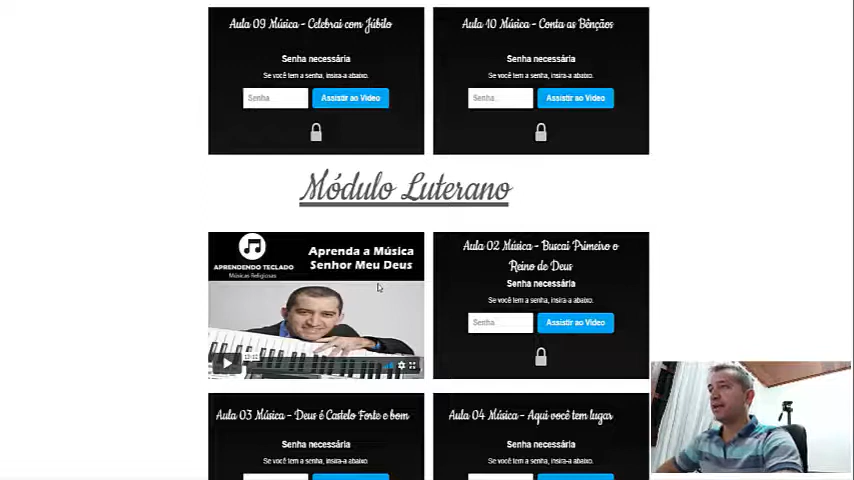 Aula 09 Música - Celebrai com Júbilo
Senha necessária
Se você tem a senha, insira-a abaixo.
Senha
Assistir ao Vídeo
Aula 10 Música - Conta as Bênçãos
Senha necessária
Se você tem a senha, insira-a abaixo.
Senha
Assistir ao Vídeo
Módulo Luterano
APRENDENDO TECLADO
Músicas Religiosas
Aprenda a Música
Senhor Meu Deus
Aula 02 Música - Buscai Primeiro o
Reino de Deus
Senha necessária
Se você tem a senha, insira-a abaixo.
Senha
Assistir ao Vídeo
Aula 03 Música - Deus é Castelo Forte e bom
Senha necessária
Se você tem a senha, insira-a abaixo.
Aula 04 Música - Aqui você tem lugar
Senha necessária
Se você tem a senha, insira-a abaixo.